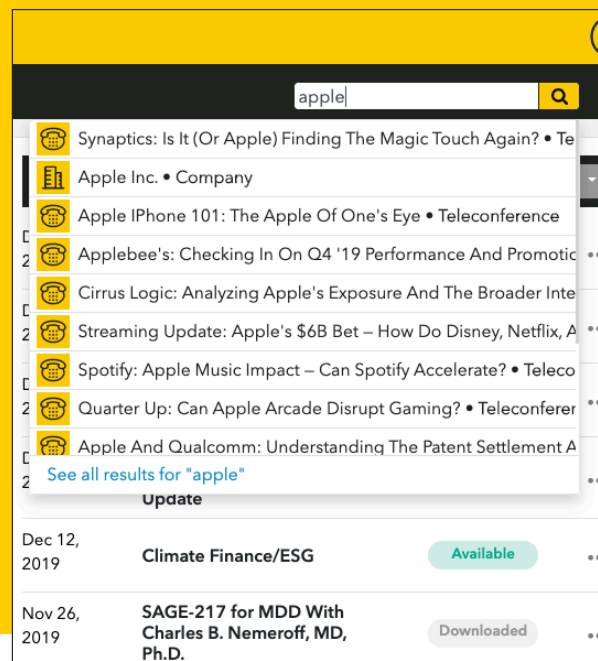 apple
Synaptics: Is It (Or Apple) Finding The Magic Touch Again? • Te
Apple Inc. • Company
Apple IPhone 101: The Apple Of One's Eye • Teleconference
Applebee's: Checking In On Q4 '19 Performance And Promotic
Cirrus Logic: Analyzing Apple's Exposure And The Broader Inte
Streaming Update: Apple's $6B Bet – How Do Disney, Netflix, A
Spotify: Apple Music Impact – Can Spotify Accelerate? • Teleco
Quarter Up: Can Apple Arcade Disrupt Gaming? • Teleconferer
Apple And Qualcomm: Understanding The Patent Settlement A
See all results for "apple"
Update
Dec 12,
2019
Climate Finance/ESG
Available
Nov 26,
2019
SAGE-217 for MDD With
Charles B. Nemeroff, MD,
Ph.D.
Downloaded